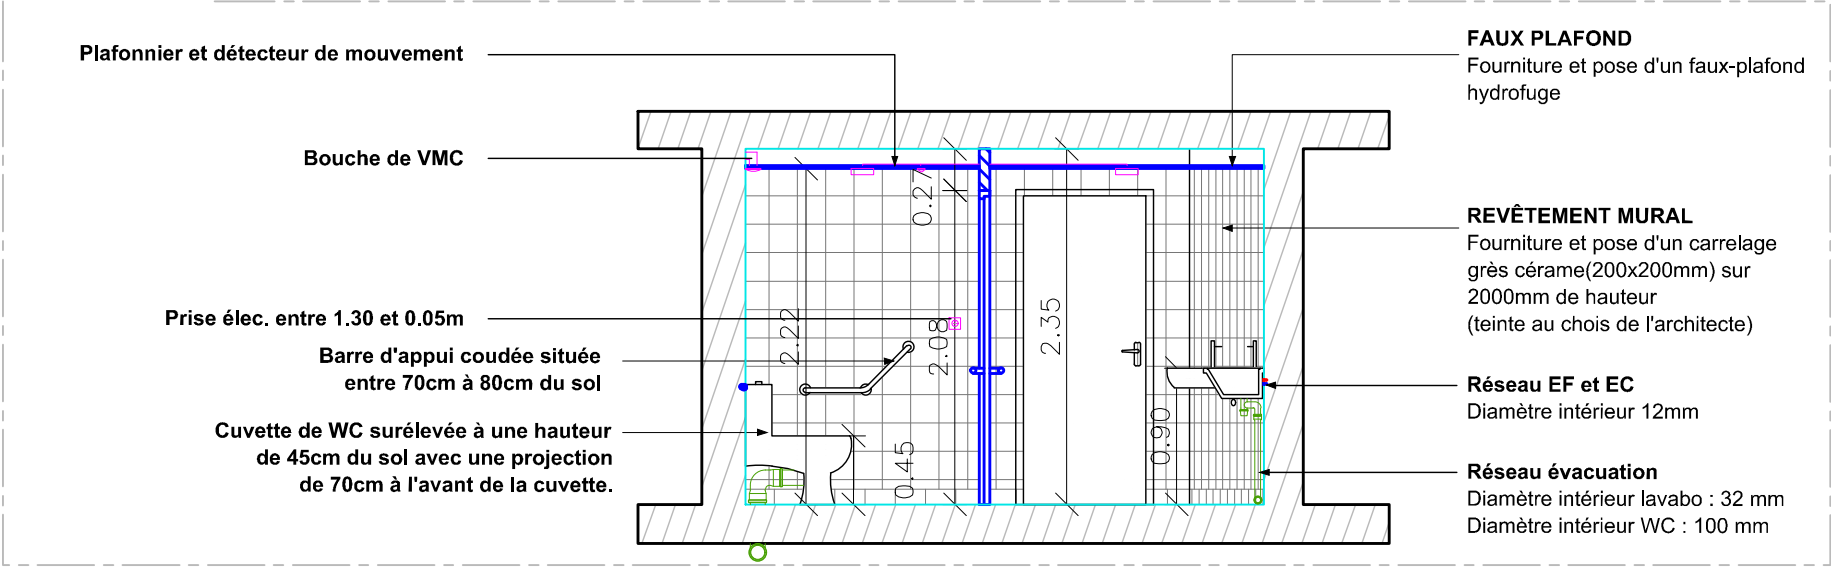 Plafonnier et détecteur de mouvement
Bouche de VMC
Prise élec. entre 1.30 et 0.05m
Barre d'appui coudée située
entre 70cm à 80cm du sol
Cuvette de WC surélevée à une hauteur
de 45cm du sol avec une projection
de 70cm à l'avant de la cuvette.
2.22
0.27
2.08
0.45
2.35
0.90
FAUX PLAFOND
Fourniture et pose d'un faux-plafond
hydrofuge
REVÊTEMENT MURAL
Fourniture et pose d'un carrelage
grès cérame(200x200mm) sur
2000mm de hauteur
(teinte au chois de l'architecte)
Réseau EF et EC
Diamètre intérieur 12mm
Réseau évacuation
Diamètre intérieur lavabo : 32 mm
Diamètre intérieur WC : 100 mm